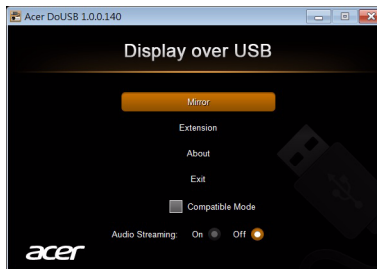 Acer DoUSB 1.0.0.140
Display over USB
Mirror
Extension
About
Exit
Compatible Mode
Audio Streaming: On Off
acer